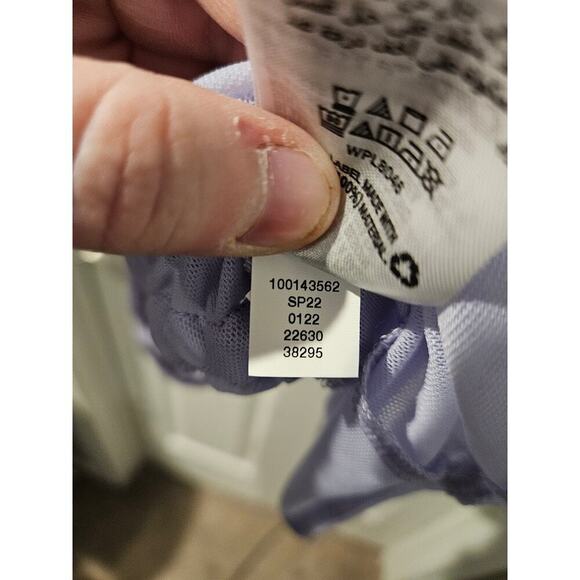 WPL8046
LABEL MADE WITH
(100%) MATERIAL.
100143562
SP22
0122
22630
38295